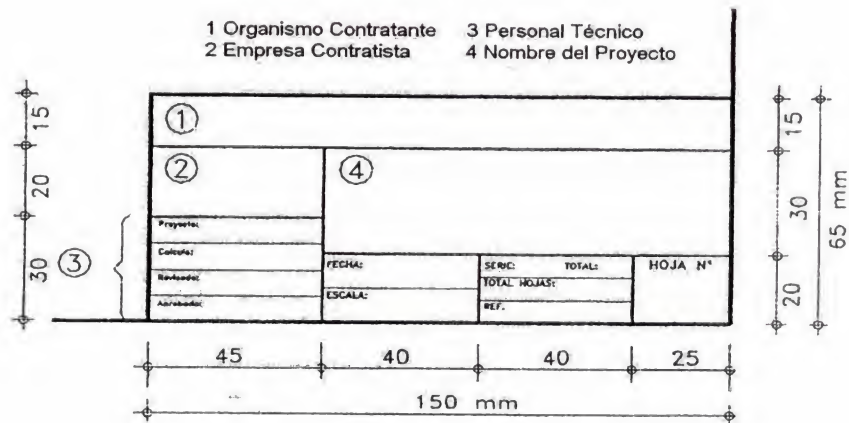 1 Organismo Contratante 3 Personal Técnico
2 Empresa Contratista 4 Nombre del Proyecto
15
20
30
1
2
4
3
Proyecto:
Calculo:
Revisado:
Aprobado:
FECHA:
ESCALA:
SERIE: TOTAL:
TOTAL HOJAS:
REF.
HOJA N°
15
30
20
65 mm
45 40 40 25
150 mm